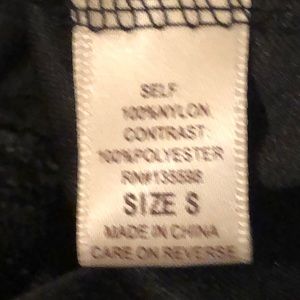 SELF
100%NYLON
CONTRAST:
100%POLYESTER
RN#135598
SIZE S
MADE IN CHINA
CARE ON REVERSE